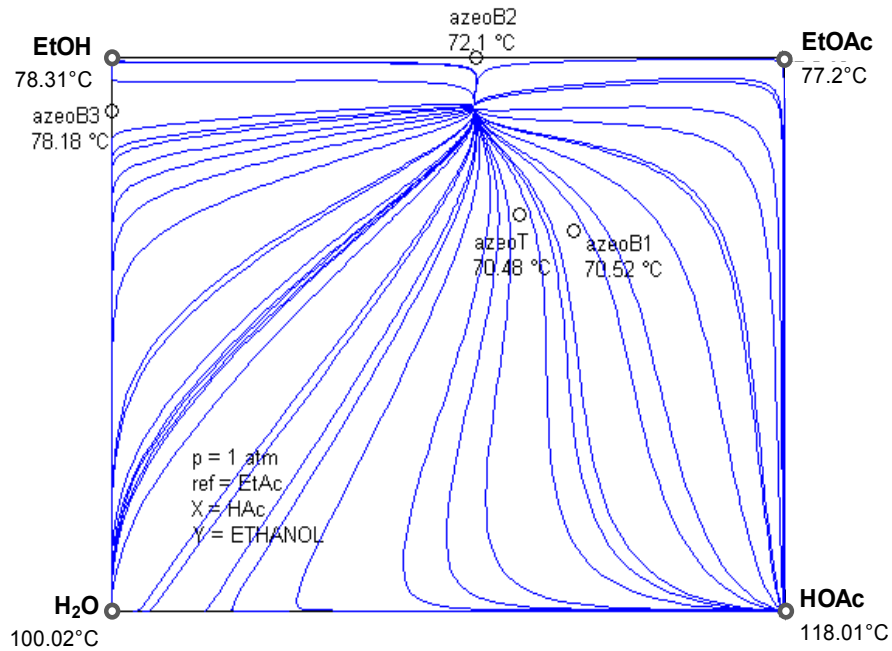 azeoB2
72.1 °C
EtOH
78.31°C
EtOAc
77.2°C
azeoB3
78.18 °C
azeoT
70.48 °C
azeoB1
70.52 °C
p = 1 atm
ref = EtAc
X = HAc
Y = ETHANOL
H₂O
100.02°C
HOAc
118.01°C